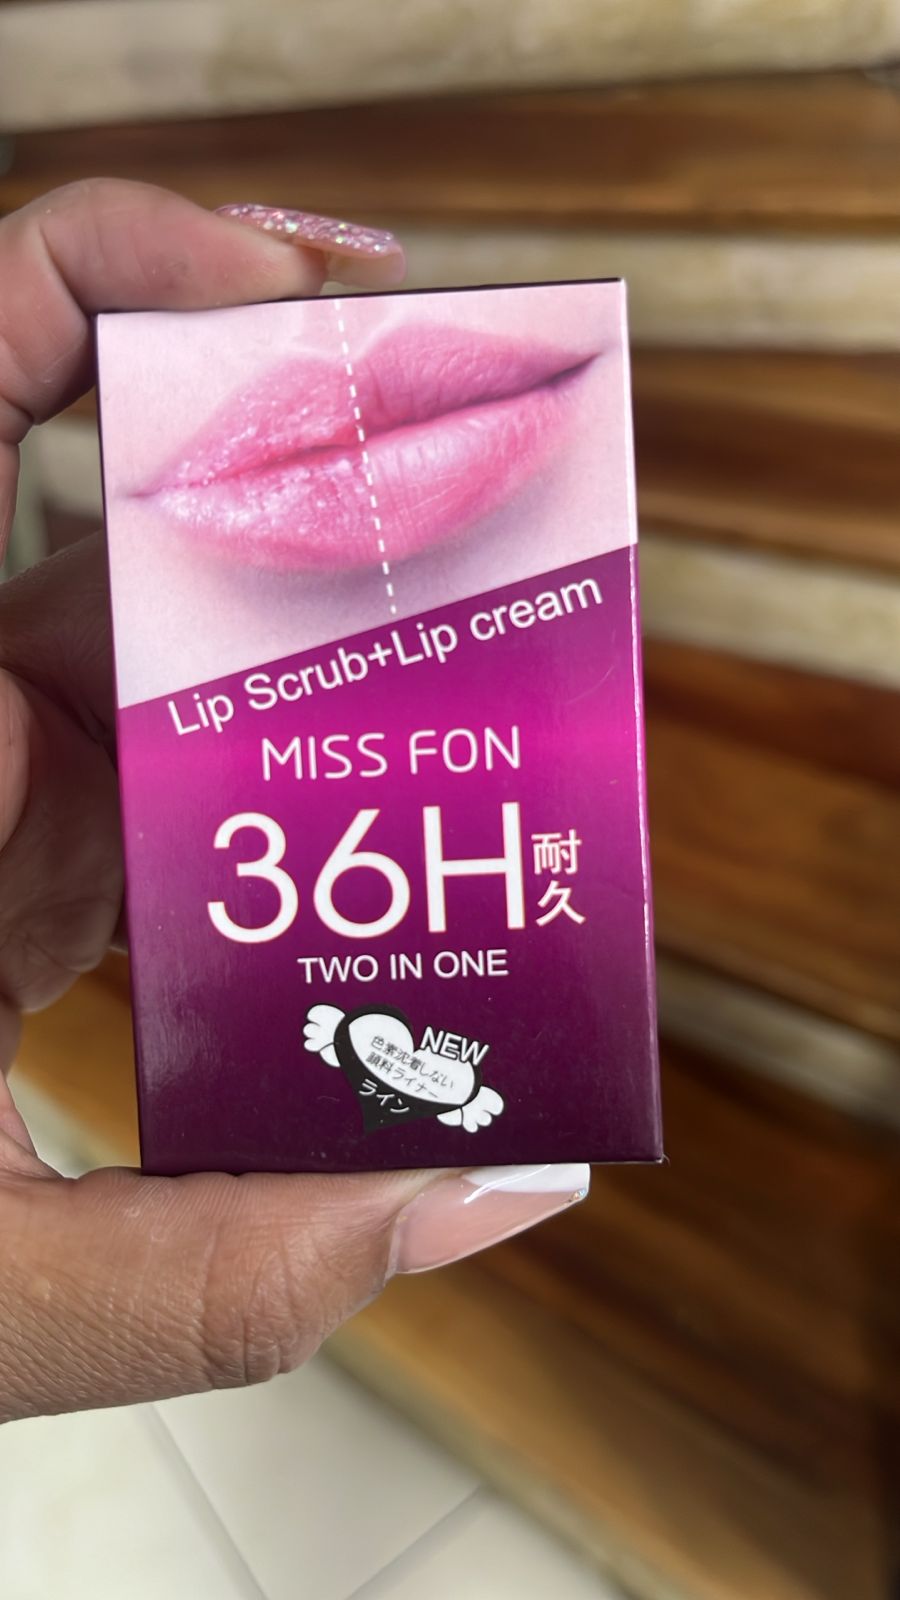 Lip Scrub+Lip cream
MISS FON
36H耐久
TWO IN ONE
NEW
色素沈着しない
顔料ライナー
ライン